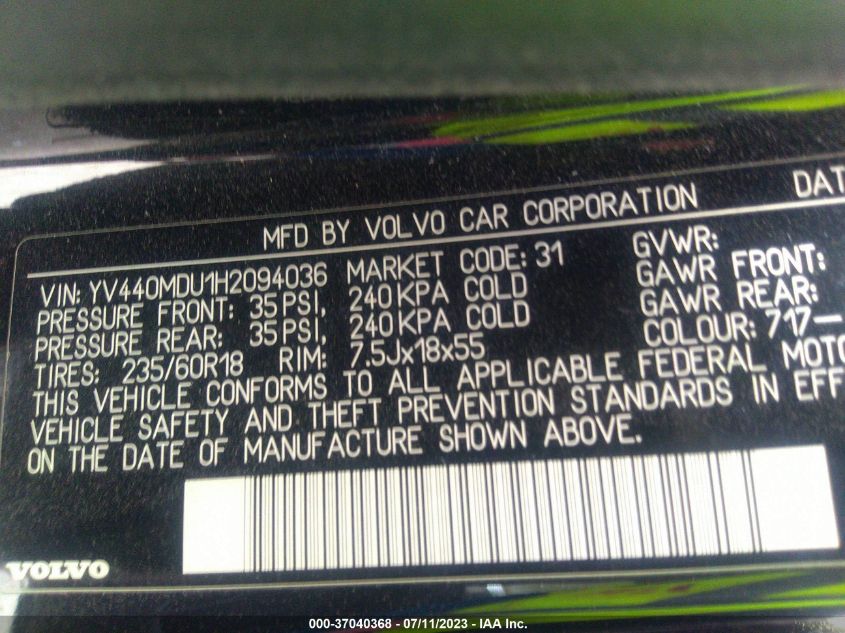 MFD BY VOLVO CAR CORPORATION DAT
VIN: YV440MDU1H2094036 MARKET CODE: 31 GVWR:
PRESSURE FRONT: 35 PSI, 240 KPA COLD GAWR FRONT:
PRESSURE REAR: 35 PSI, 240 KPA COLD GAWR REAR:
TIRES: 235/60R18 RIM: 7.5Jx18x55 COLOUR: 717-
THIS VEHICLE CONFORMS TO ALL APPLICABLE FEDERAL MOTO
VEHICLE SAFETY AND THEFT PREVENTION STANDARDS IN EFF
ON THE DATE OF MANUFACTURE SHOWN ABOVE.
VOLVO
000-37040368 - 07/11/2023 - IAA Inc.